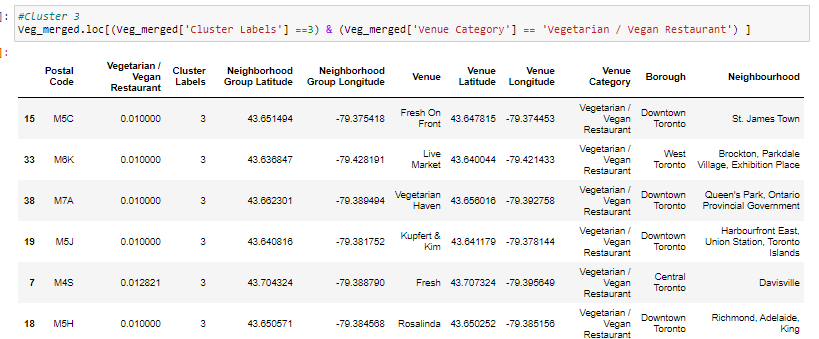 ]: #Cluster 3
Veg_merged.loc[(Veg_merged['Cluster Labels'] ==3) & (Veg_merged['Venue Category'] == 'Vegetarian / Vegan Restaurant') ]
]:
Postal Code Vegetarian / Vegan Restaurant Cluster Labels Neighborhood Group Latitude Neighborhood Group Longitude Venue Venue Latitude Venue Longitude Venue Category Borough Neighbourhood
15 M5C 0.010000 3 43.651494 -79.375418 Fresh On Front 43.647815 -79.374453 Vegetarian / Vegan Restaurant Downtown Toronto St. James Town
33 M6K 0.010000 3 43.636847 -79.428191 Live Market 43.640044 -79.421433 Vegetarian / Vegan Restaurant West Toronto Brockton, Parkdale Village, Exhibition Place
38 M7A 0.010000 3 43.662301 -79.389494 Vegetarian Haven 43.656016 -79.392758 Vegetarian / Vegan Restaurant Downtown Toronto Queen's Park, Ontario Provincial Government
19 M5J 0.010000 3 43.640816 -79.381752 Kupfert & Kim 43.641179 -79.378144 Vegetarian / Vegan Restaurant Downtown Toronto Harbourfront East, Union Station, Toronto Islands
7 M4S 0.012821 3 43.704324 -79.388790 Fresh 43.707324 -79.395649 Vegetarian / Vegan Restaurant Central Toronto Davisville
18 M5H 0.010000 3 43.650571 -79.384568 Rosalinda 43.650252 -79.385156 Vegetarian / Vegan Restaurant Downtown Toronto Richmond, Adelaide, King